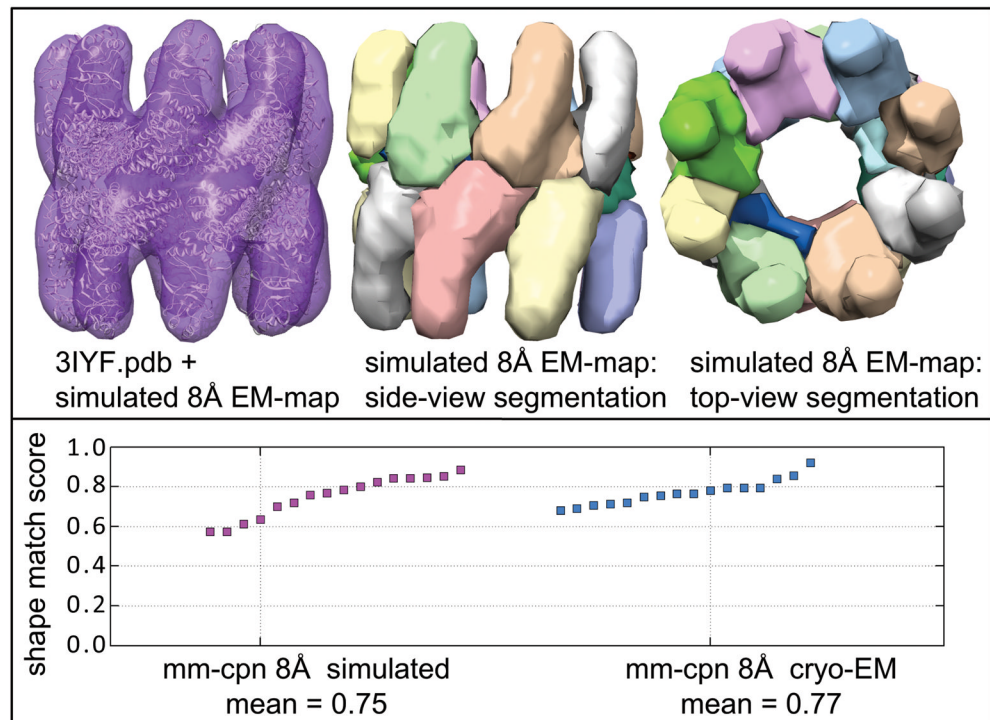 3IYF.pdb +
simulated 8Å EM-map
simulated 8Å EM-map:
side-view segmentation
simulated 8Å EM-map:
top-view segmentation
shape match score
1.0
0.8
0.6
0.4
0.2
0.0
mm-cpn 8Å simulated
mean = 0.75
mm-cpn 8Å cryo-EM
mean = 0.77